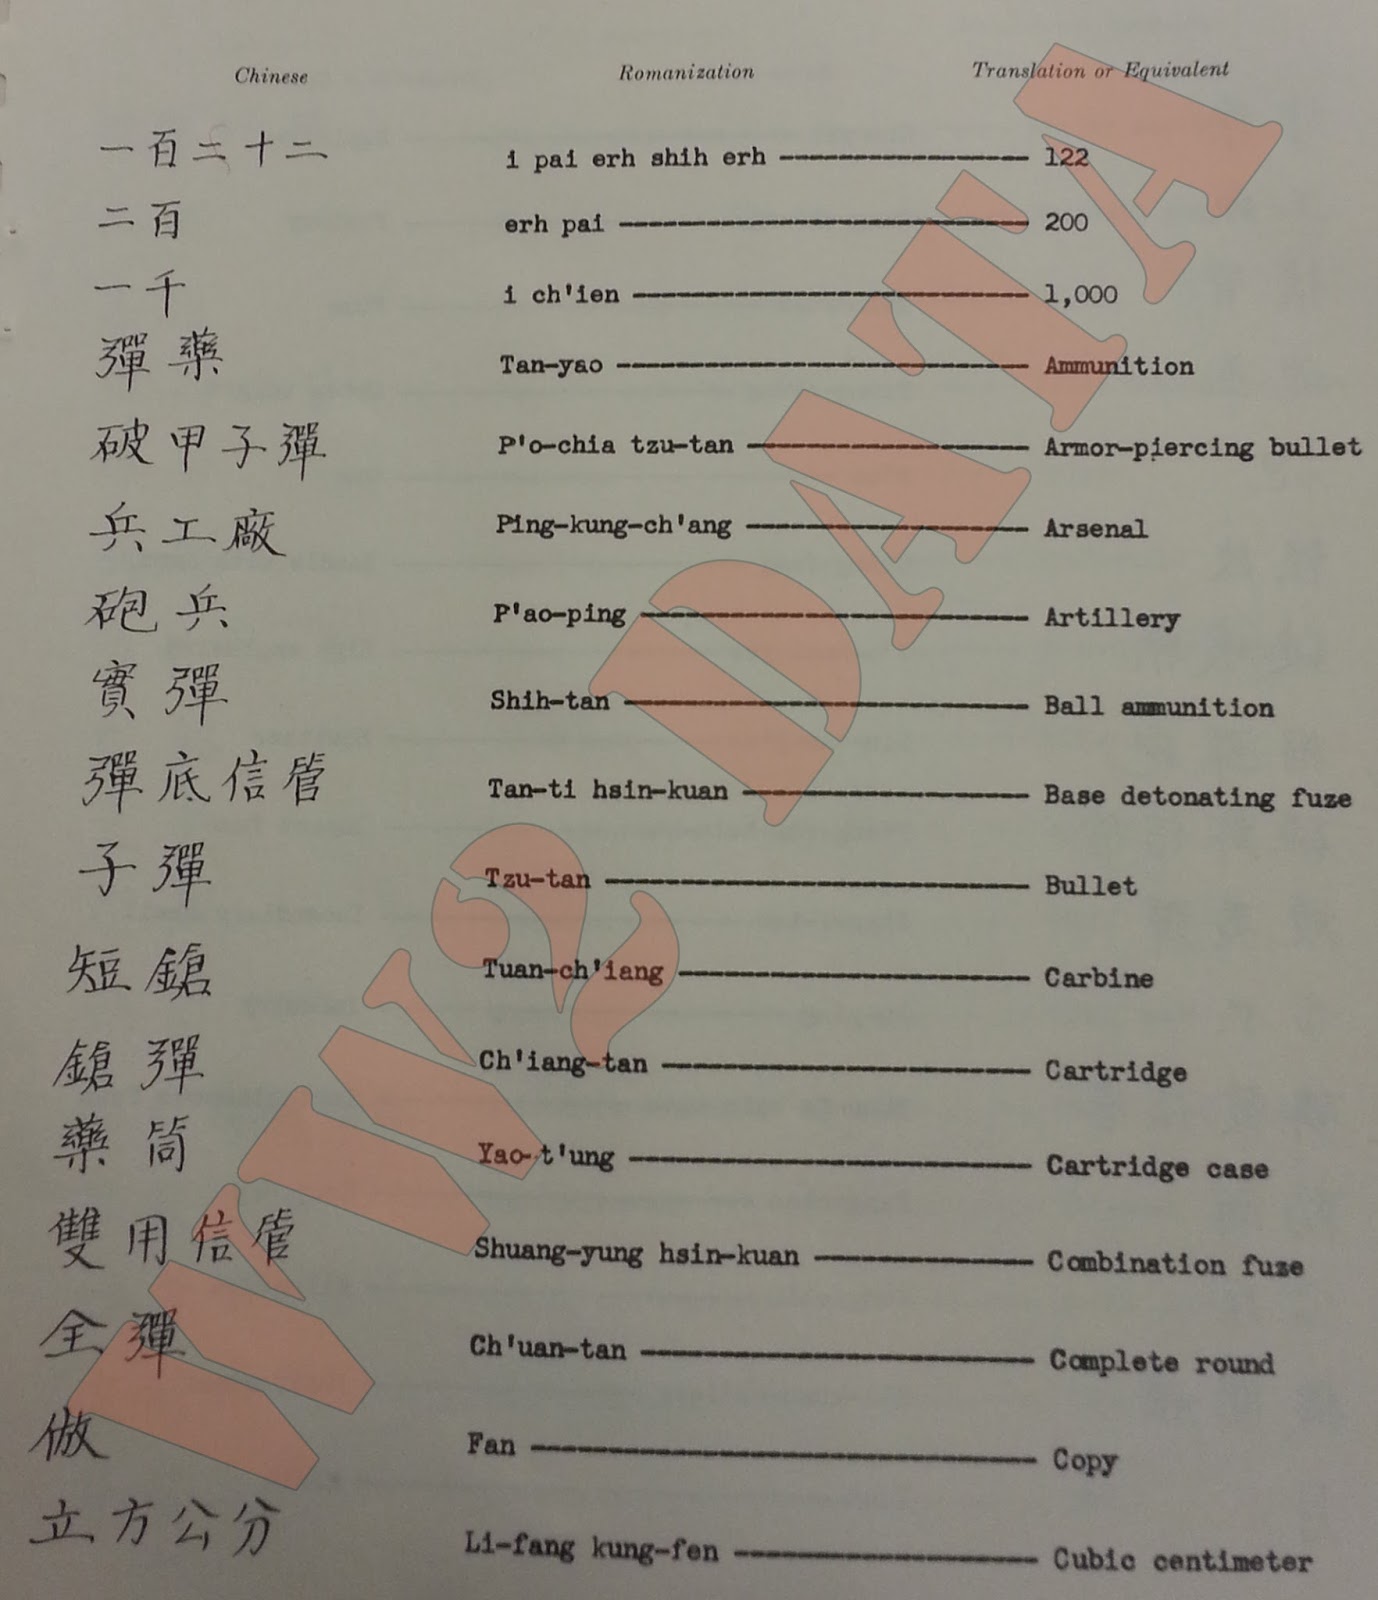 Chinese Romanization Translation or Equivalent
一百二十二 i pai erh shih erh 122
二百 erh pai 200
一千 i ch'ien 1,000
彈藥 Tan-yao Ammunition
破甲子彈 P'o-chia tzu-tan Armor-piercing bullet
兵工廠 Ping-kung-ch'ang Arsenal
砲兵 P'ao-ping Artillery
實彈 Shih-tan Ball ammunition
彈底信管 Tan-ti hsin-kuan Base detonating fuze
子彈 Tzu-tan Bullet
短鎗 Tuan-ch'iang Carbine
鎗彈 Ch'iang-tan Cartridge
藥筒 Yao-t'ung Cartridge case
雙用信管 Shuang-yung hsin-kuan Combination fuze
全彈 Ch'uan-tan Complete round
倣 Fan Copy
立方公分 Li-fang kung-fen Cubic centimeter
WW2 DATA